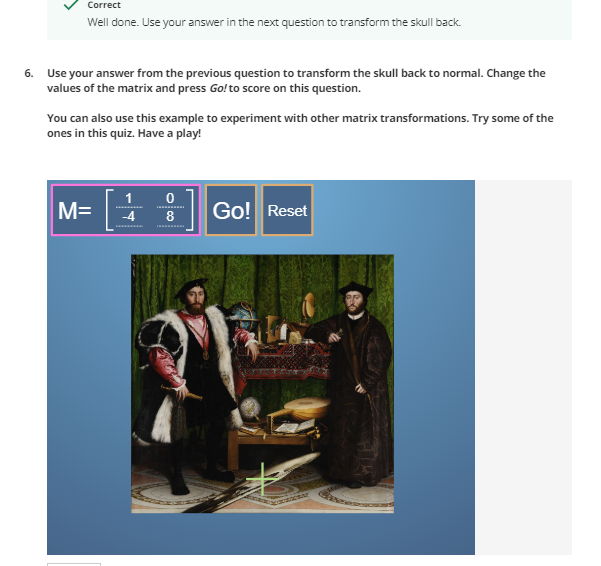 Correct
Well done. Use your answer in the next question to transform the skull back.
6. Use your answer from the previous question to transform the skull back to normal. Change the
values of the matrix and press Go! to score on this question.
You can also use this example to experiment with other matrix transformations. Try some of the
ones in this quiz. Have a play!
M= [ 1 0
-4 8 ] Go! Reset